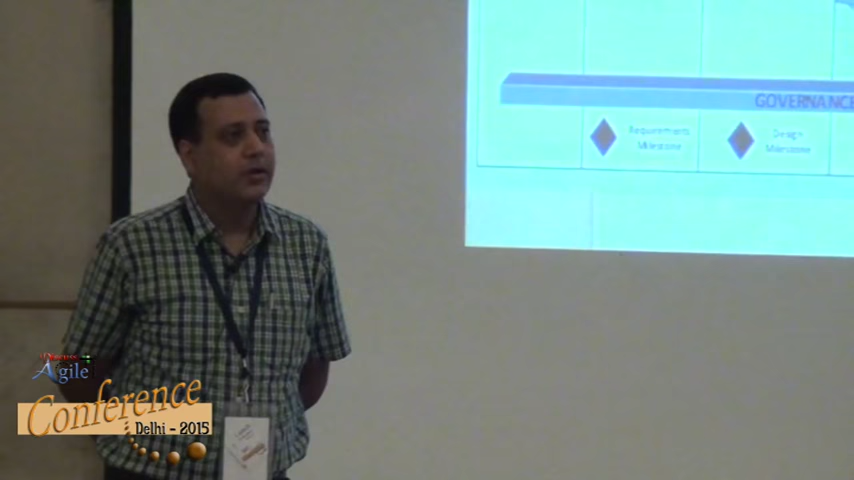 GOVERNANCE
Requirements
Milestone
Design
Milestone
Agile
Conference
Delhi - 2015